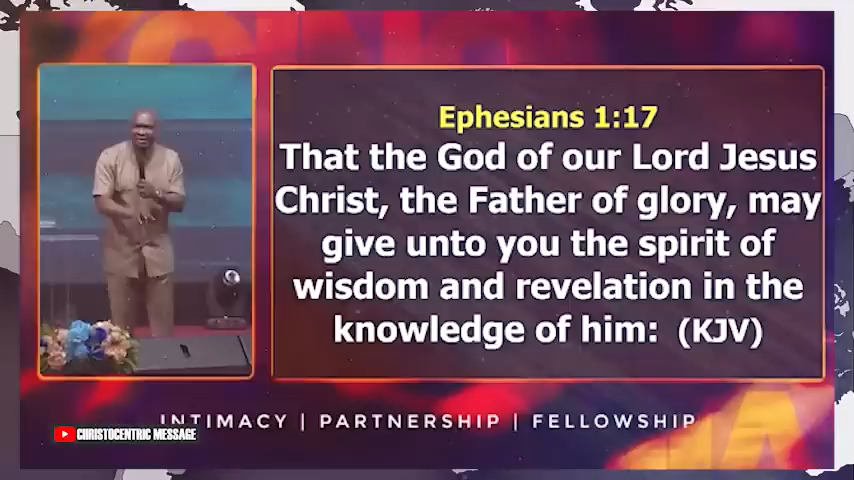 Ephesians 1:17
That the God of our Lord Jesus
Christ, the Father of glory, may
give unto you the spirit of
wisdom and revelation in the
knowledge of him: (KJV)
INTIMACY | PARTNERSHIP | FELLOWSHIP
CHRISTOCENTRIC MESSAGE